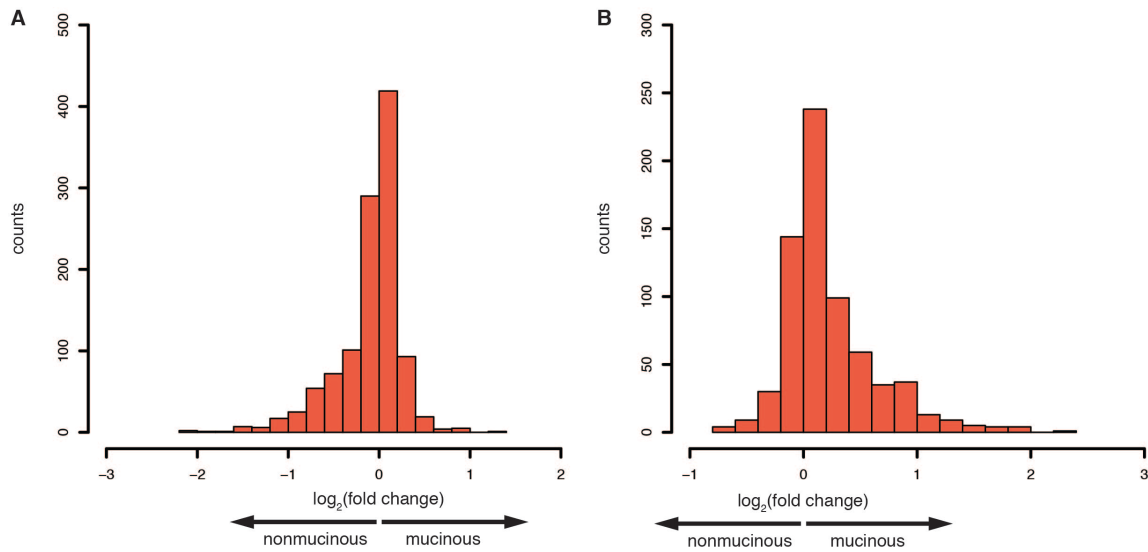 A
500
400
300
200
100
0
counts
−3 −2 −1 0 1 2
log2(fold change)
nonmucinous mucinous
B
300
250
200
150
100
50
0
counts
−1 0 1 2 3
log2(fold change)
nonmucinous mucinous